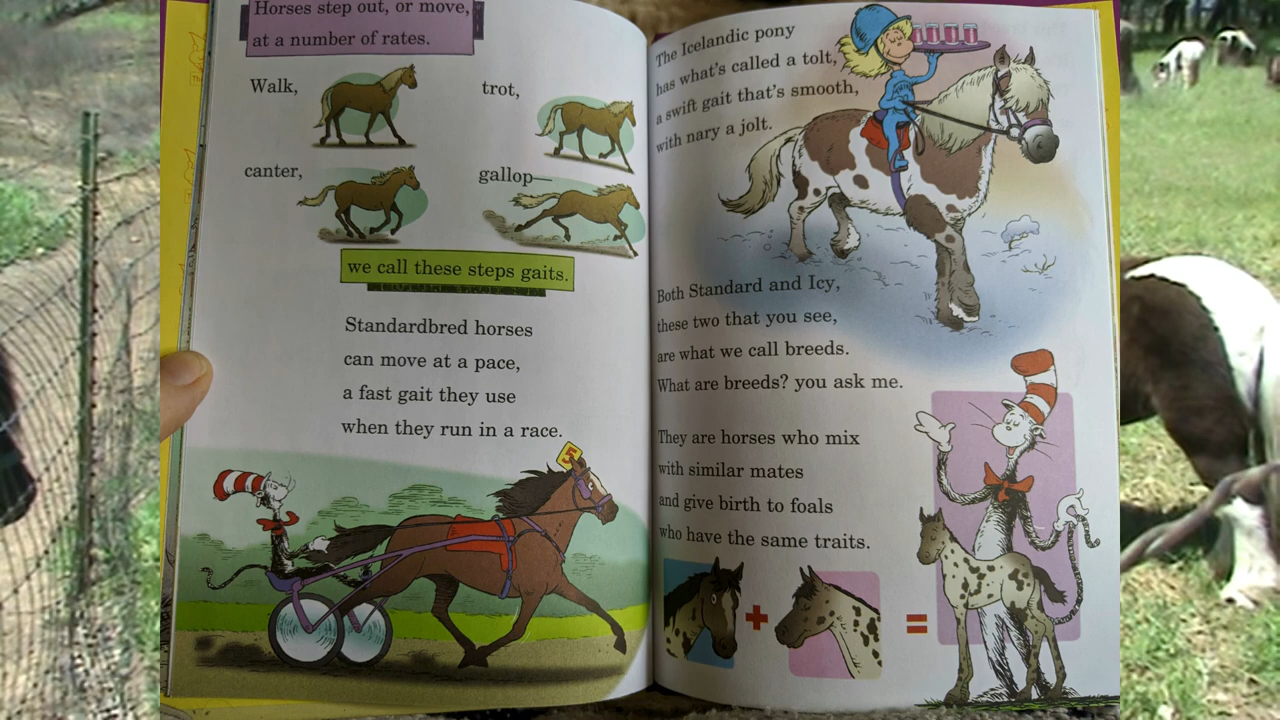 Horses step out, or move,
at a number of rates.
Walk,
trot,
canter,
gallop—
we call these steps gaits.
Standardbred horses
can move at a pace,
a fast gait they use
when they run in a race.
5
The Icelandic pony
has what's called a tolt,
a swift gait that's smooth,
with nary a jolt.
Both Standard and Icy,
these two that you see,
are what we call breeds.
What are breeds? you ask me.
They are horses who mix
with similar mates
and give birth to foals
who have the same traits.
+
=